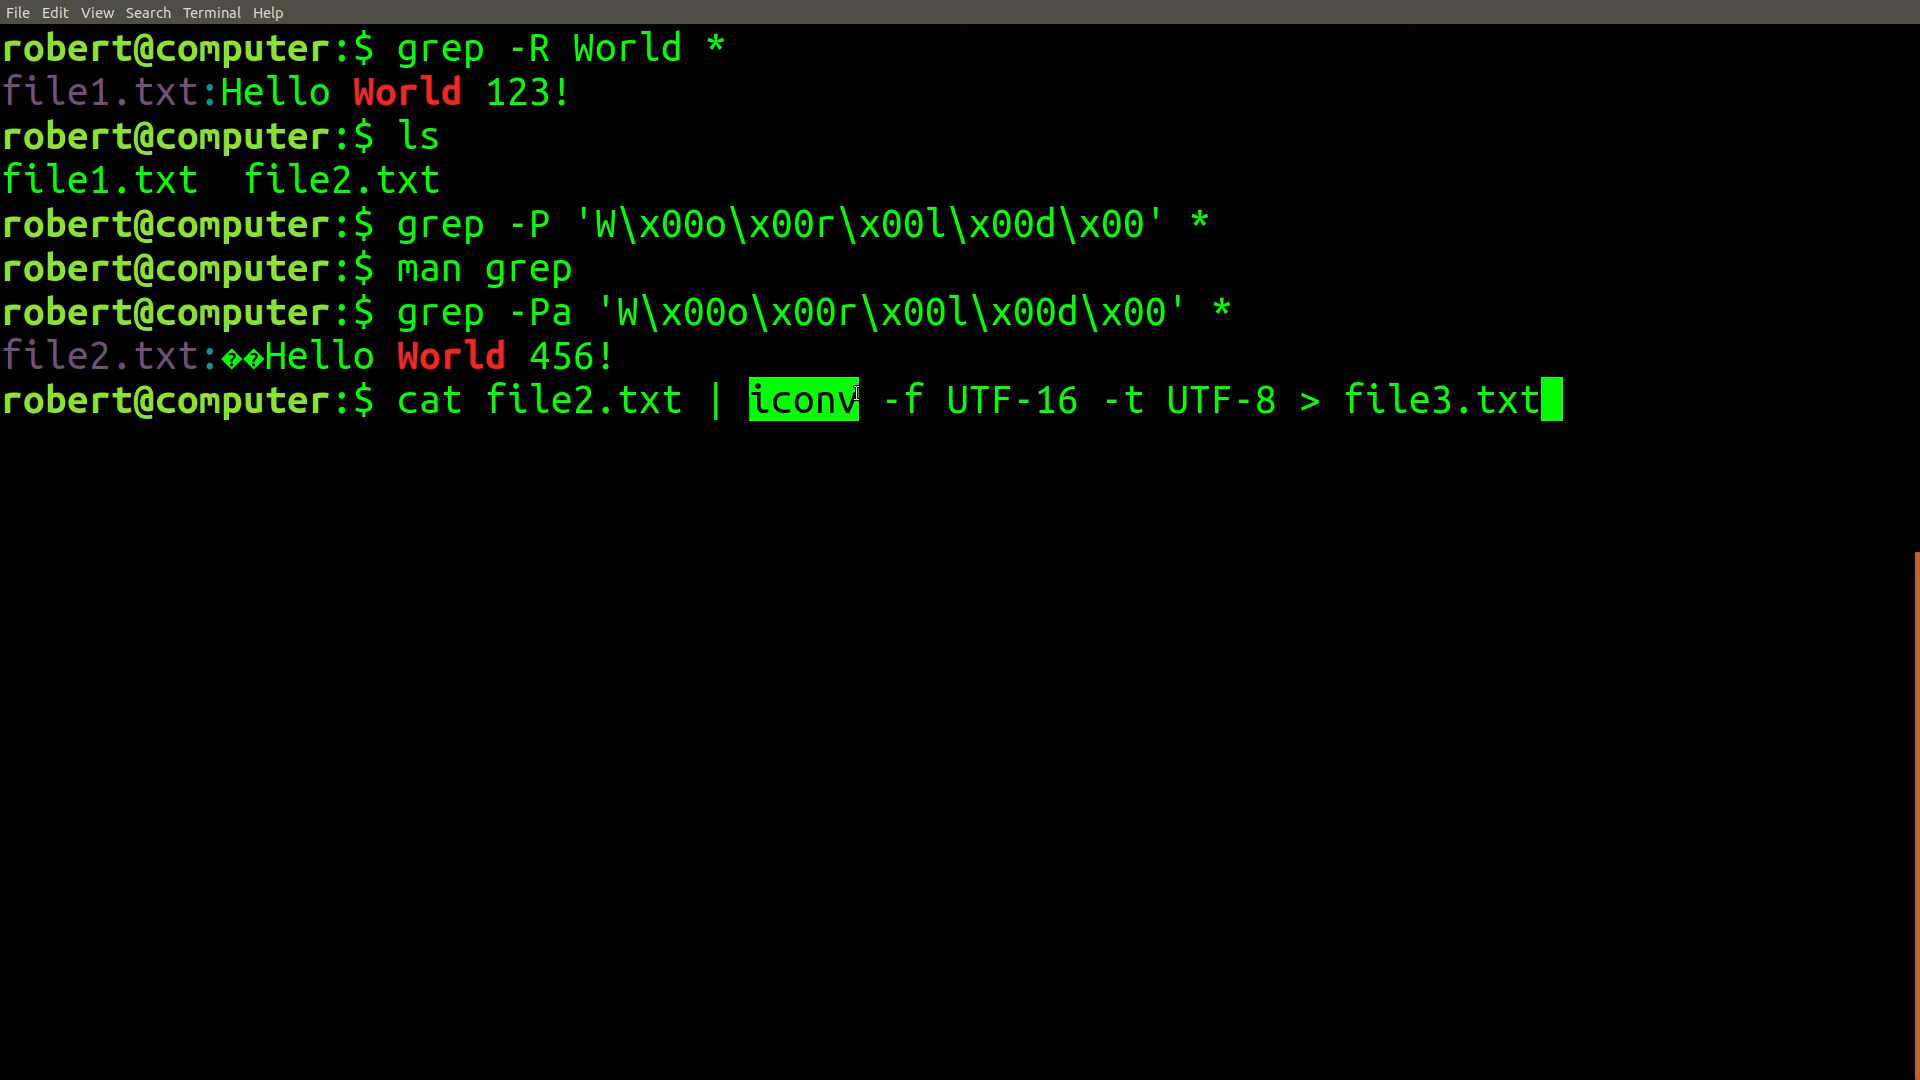 File Edit View Search Terminal Help
robert@computer:$ grep -R World *
file1.txt:Hello World 123!
robert@computer:$ ls
file1.txt  file2.txt
robert@computer:$ grep -P 'W\x00o\x00r\x00l\x00d\x00' *
robert@computer:$ man grep
robert@computer:$ grep -Pa 'W\x00o\x00r\x00l\x00d\x00' *
file2.txt:��Hello World 456!
robert@computer:$ cat file2.txt | iconv -f UTF-16 -t UTF-8 > file3.txt